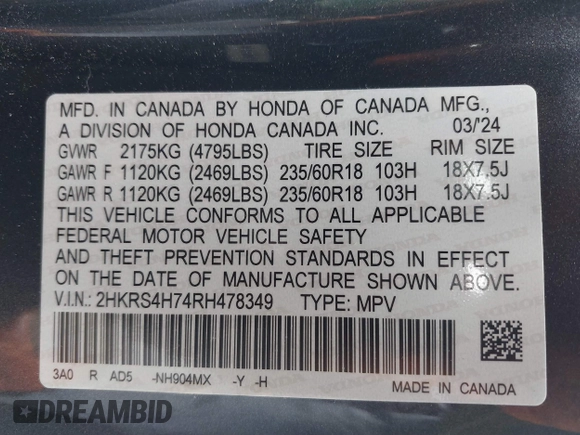 MFD. IN CANADA BY HONDA OF CANADA MFG.,
A DIVISION OF HONDA CANADA INC. 03/'24
GVWR 2175KG (4795LBS) TIRE SIZE RIM SIZE
GAWR F 1120KG (2469LBS) 235/60R18 103H 18X7.5J
GAWR R 1120KG (2469LBS) 235/60R18 103H 18X7.5J
THIS VEHICLE CONFORMS TO ALL APPLICABLE
FEDERAL MOTOR VEHICLE SAFETY
AND THEFT PREVENTION STANDARDS IN EFFECT
ON THE DATE OF MANUFACTURE SHOWN ABOVE.
V.I.N.: 2HKRS4H74RH478349 TYPE: MPV
3A0 R AD5 -NH904MX -Y -H
MADE IN CANADA
DREAMBID